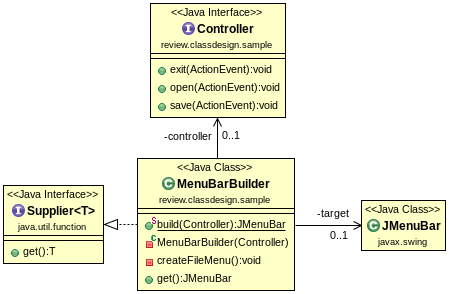 <<Java Interface>>
Controller
review.classdesign.sample
exit(ActionEvent):void
open(ActionEvent):void
save(ActionEvent):void
-controller 0..1
<<Java Class>>
MenuBarBuilder
review.classdesign.sample
build(Controller):JMenuBar
MenuBarBuilder(Controller)
createFileMenu():void
get():JMenuBar
<<Java Interface>>
Supplier<T>
java.util.function
get():T
-target
0..1
<<Java Class>>
JMenuBar
javax.swing